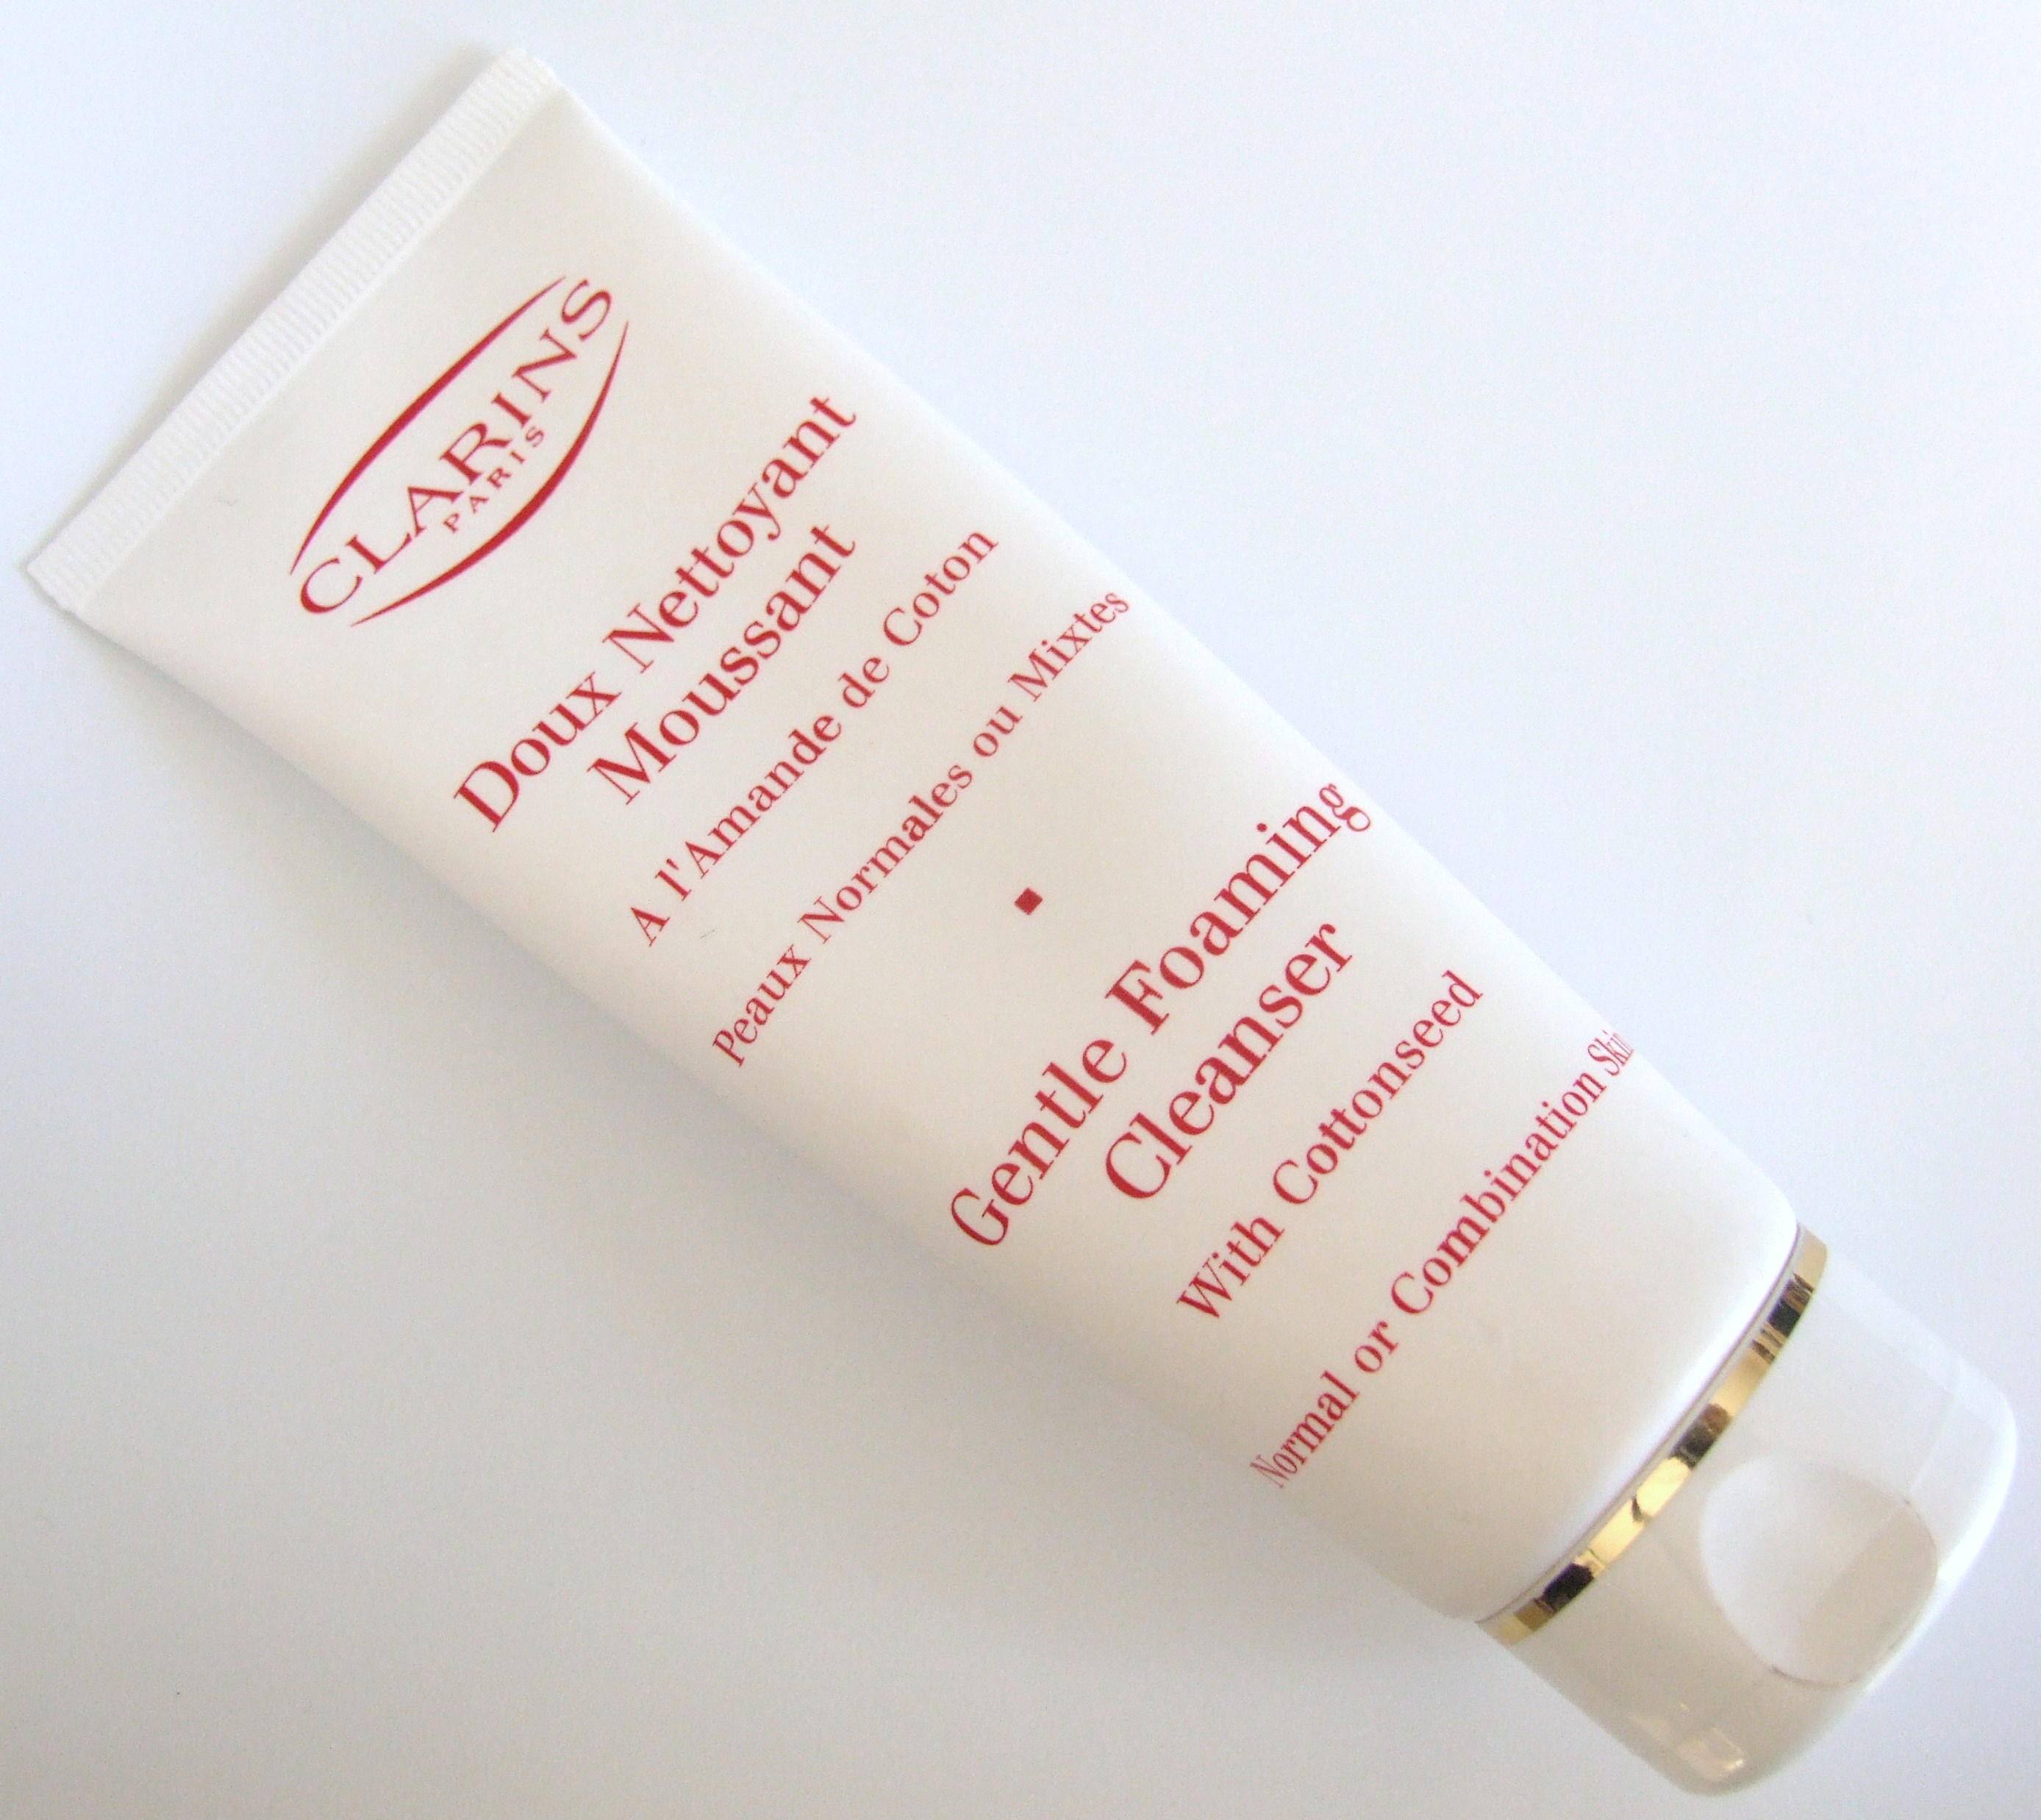 CLARINS
PARIS
Doux Nettoyant
Moussant
A l'Amande de Coton
Peaux Normales ou Mixtes
Gentle Foaming
Cleanser
With Cottonseed
Normal or Combination Skin